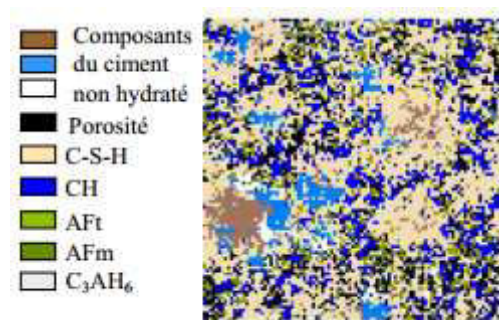 Composants
du ciment
non hydraté
Porosité
C-S-H
CH
AFt
AFm
C₃AH₆